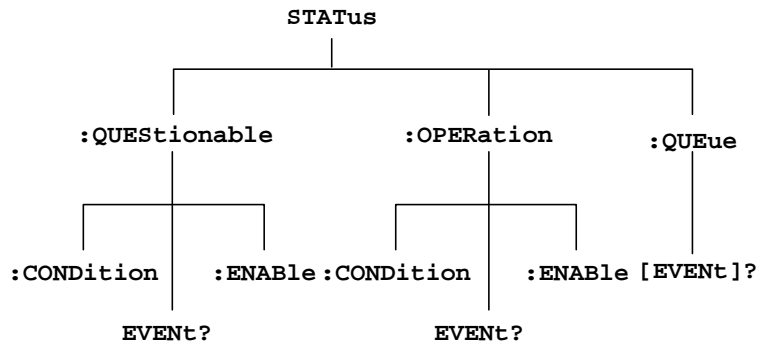 STATus
:QUEStionable :OPERation :QUEue
:CONDition :ENABle :CONDition :ENABle [EVENt]?
EVENt? EVENt?